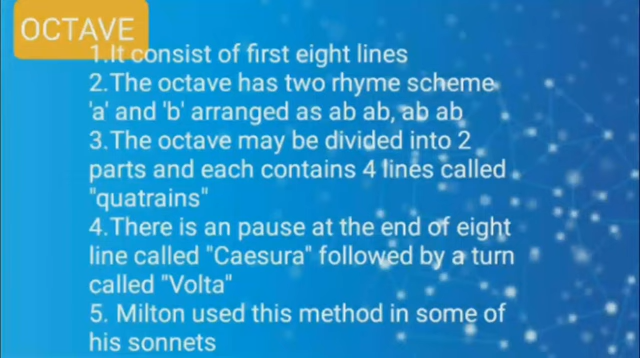 OCTAVE
1.It consist of first eight lines
2.The octave has two rhyme scheme
'a' and 'b' arranged as ab ab, ab ab
3.The octave may be divided into 2
parts and each contains 4 lines called
"quatrains"
4.There is an pause at the end of eight
line called "Caesura" followed by a turn
called "Volta"
5. Milton used this method in some of
his sonnets